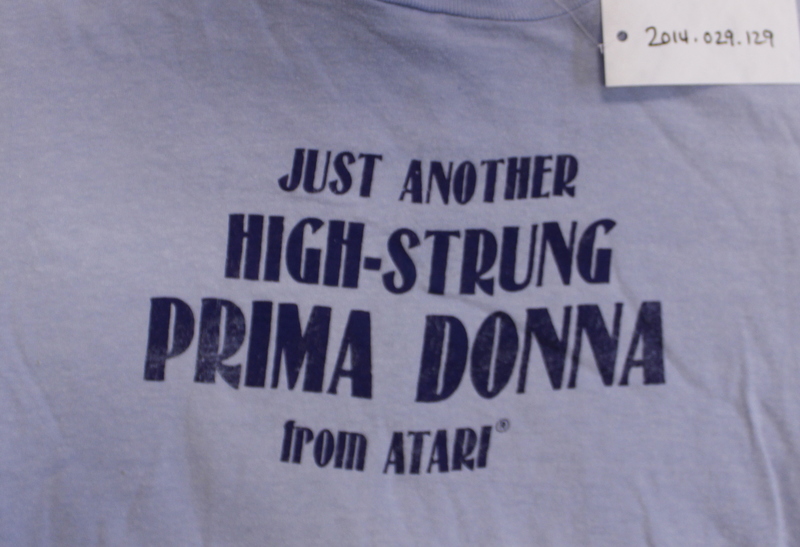 2014.029.129
JUST ANOTHER
HIGH-STRUNG
PRIMA DONNA
from ATARI®